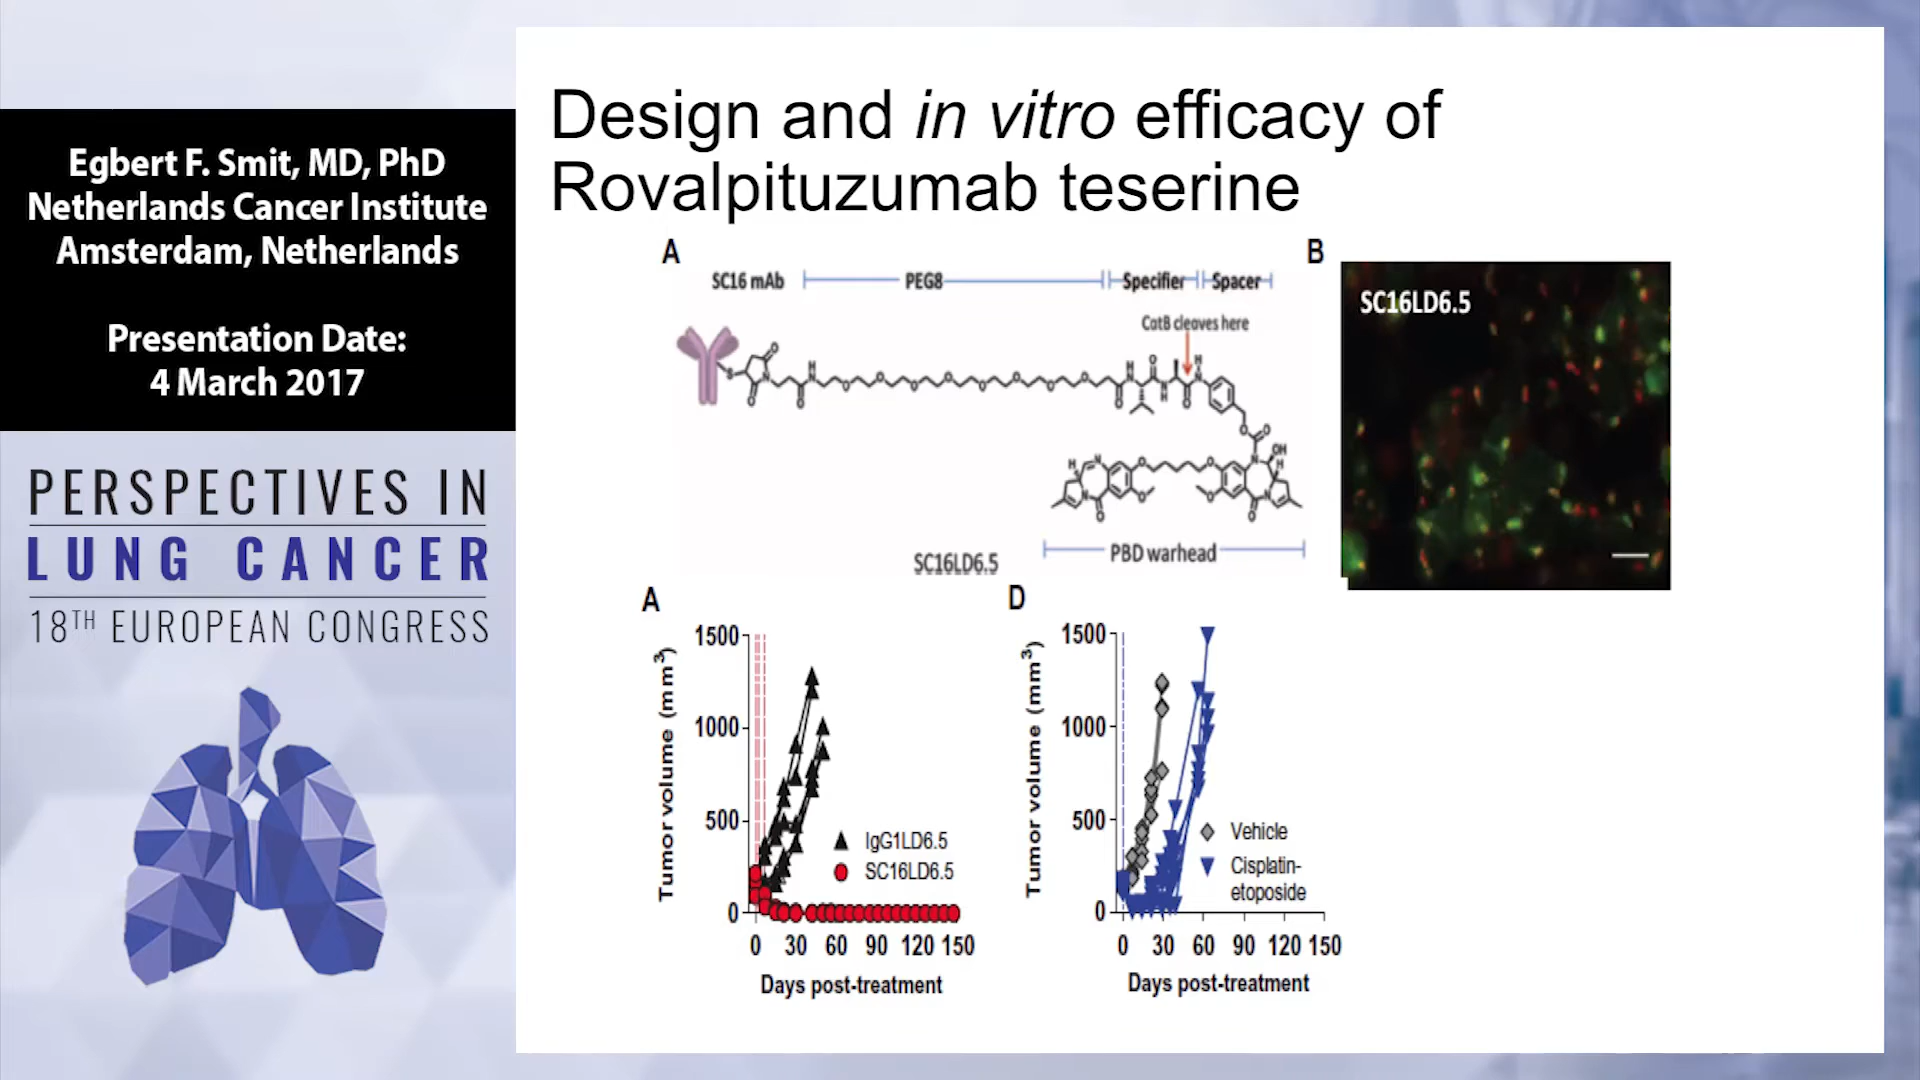 Egbert F. Smit, MD, PhD
Netherlands Cancer Institute
Amsterdam, Netherlands
Presentation Date:
4 March 2017
PERSPECTIVES IN
LUNG CANCER
18TH EUROPEAN CONGRESS
Design and in vitro efficacy of
Rovalpituzumab teserine
A
SC16 mAb
PEG8
Specifier
Spacer
CatB cleaves here
S
O
O
N
O
H
N
O
O
O
O
O
O
O
O
O
H
N
O
N
H
O
H
N
O
O
OH
H
N
N
O
O
O
O
O
N
N
H
O
PBD warhead
SC16LD6.5
B
SC16LD6.5
A
Tumor volume (mm³)
1500
1000
500
0
IgG1LD6.5
SC16LD6.5
0 30 60 90 120 150
Days post-treatment
D
Tumor volume (mm³)
1500
1000
500
0
Vehicle
Cisplatin-
etoposide
0 30 60 90 120 150
Days post-treatment